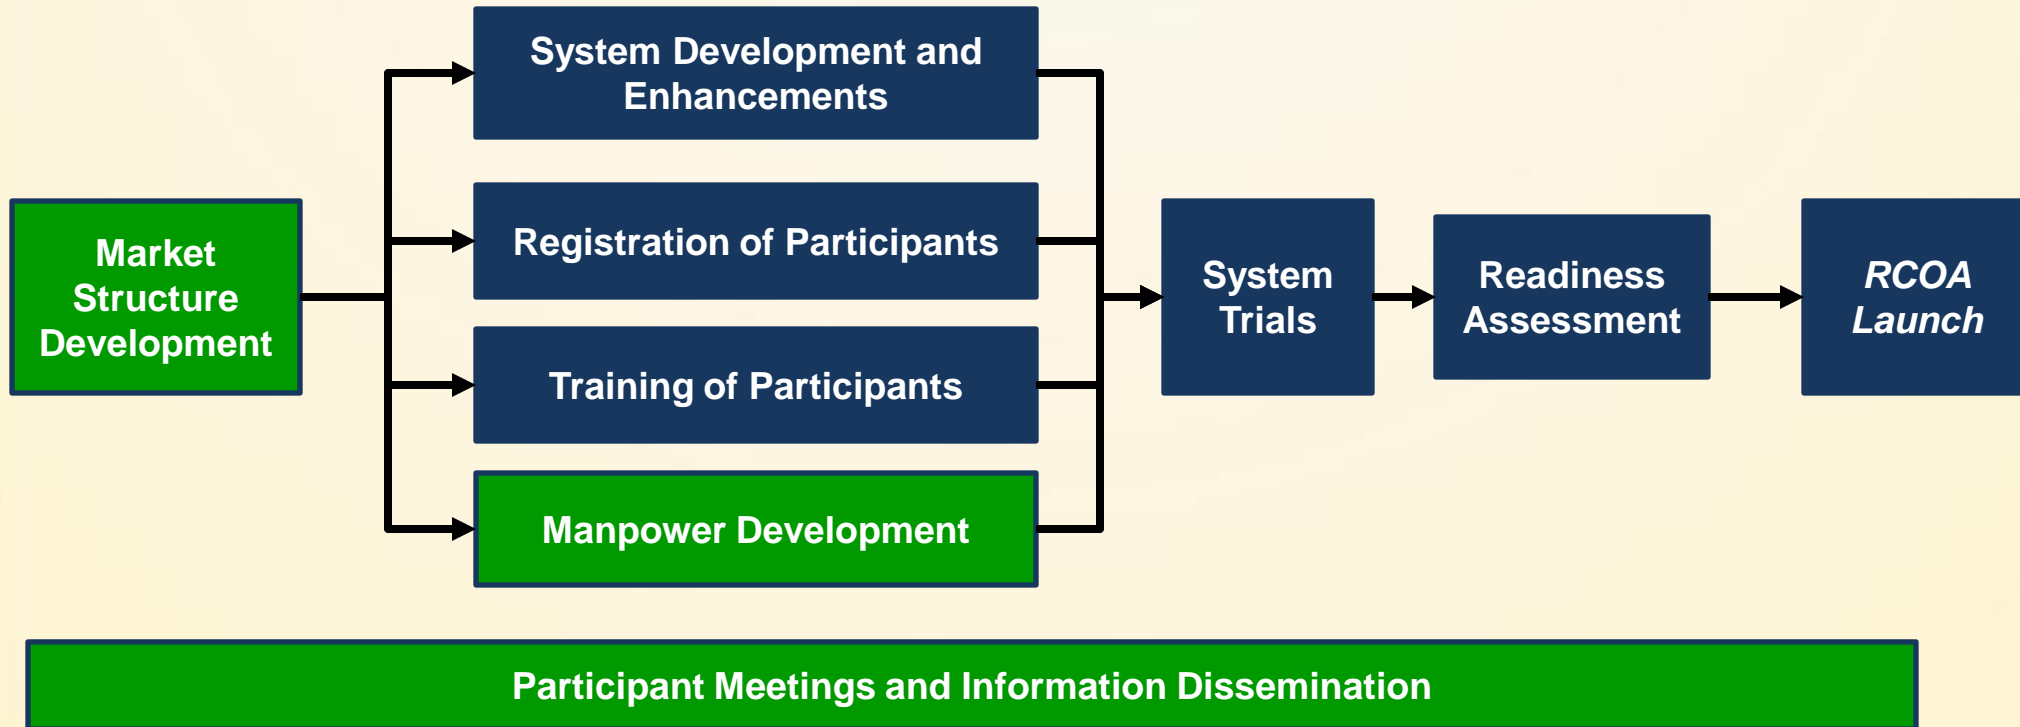 System Development and
Enhancements
Market
Structure
Development
Registration of Participants
Training of Participants
Manpower Development
System
Trials
Readiness
Assessment
RCOA
Launch
Participant Meetings and Information Dissemination